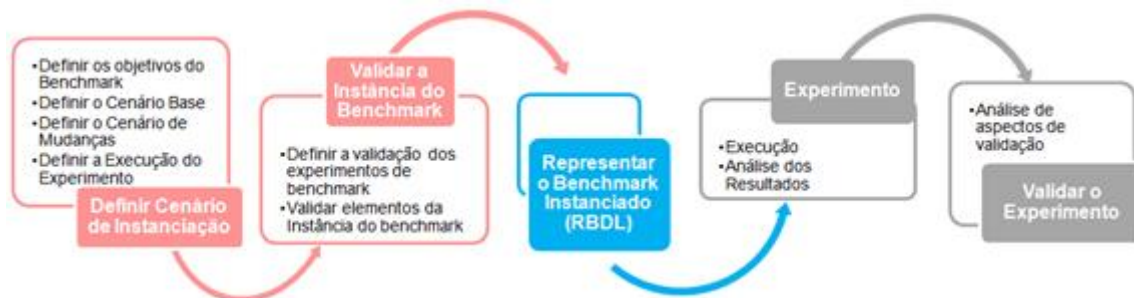 •Definir os objetivos do
Benchmark
•Definir o Cenário Base
•Definir o Cenário de
Mudanças
•Definir a Execução do
Experimento
Definir Cenário
de Instanciação
Validar a
Instância do
Benchmark
•Definir a validação dos
experimentos de
benchmark
•Validar elementos da
Instância do benchmark
Representar
o Benchmark
Instanciado
(RBDL)
Experimento
•Execução
•Análise dos
Resultados
•Análise de
aspectos de
validação
Validar o
Experimento